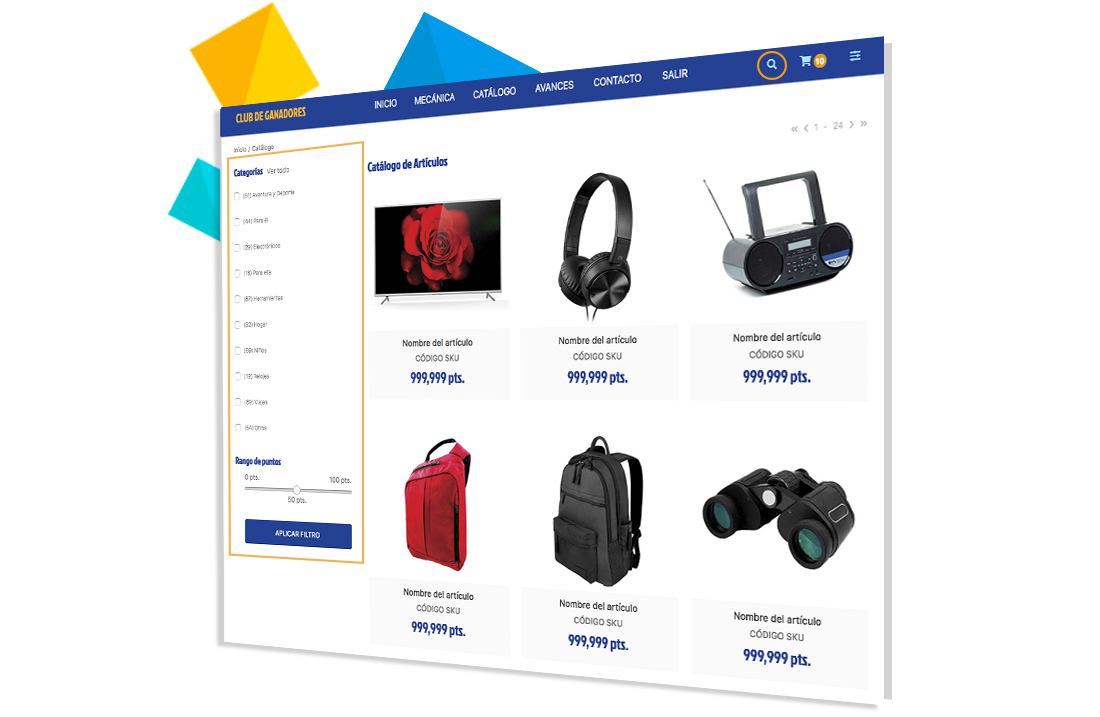 CLUB DE GANADORES
INICIO MECÁNICA CATÁLOGO AVANCES CONTACTO SALIR
10
Inicio / Catálogo
« ‹ 1 - 24 › »
Categorías Ver todo
Catálogo de Artículos
(51) Aventura y Deporte
(44) Para él
(29) Electrónicos
(18) Para ella
(87) Herramientas
(32) Hogar
(59) Niños
(19) Relojes
(89) Viajes
(54) Otros
Rango de puntos
0 pts. 100 pts.
50 pts.
APLICAR FILTRO
Nombre del artículo
CÓDIGO SKU
999,999 pts.
Nombre del artículo
CÓDIGO SKU
999,999 pts.
Nombre del artículo
CÓDIGO SKU
999,999 pts.
Nombre del artículo
CÓDIGO SKU
999,999 pts.
Nombre del artículo
CÓDIGO SKU
999,999 pts.
Nombre del artículo
CÓDIGO SKU
999,999 pts.